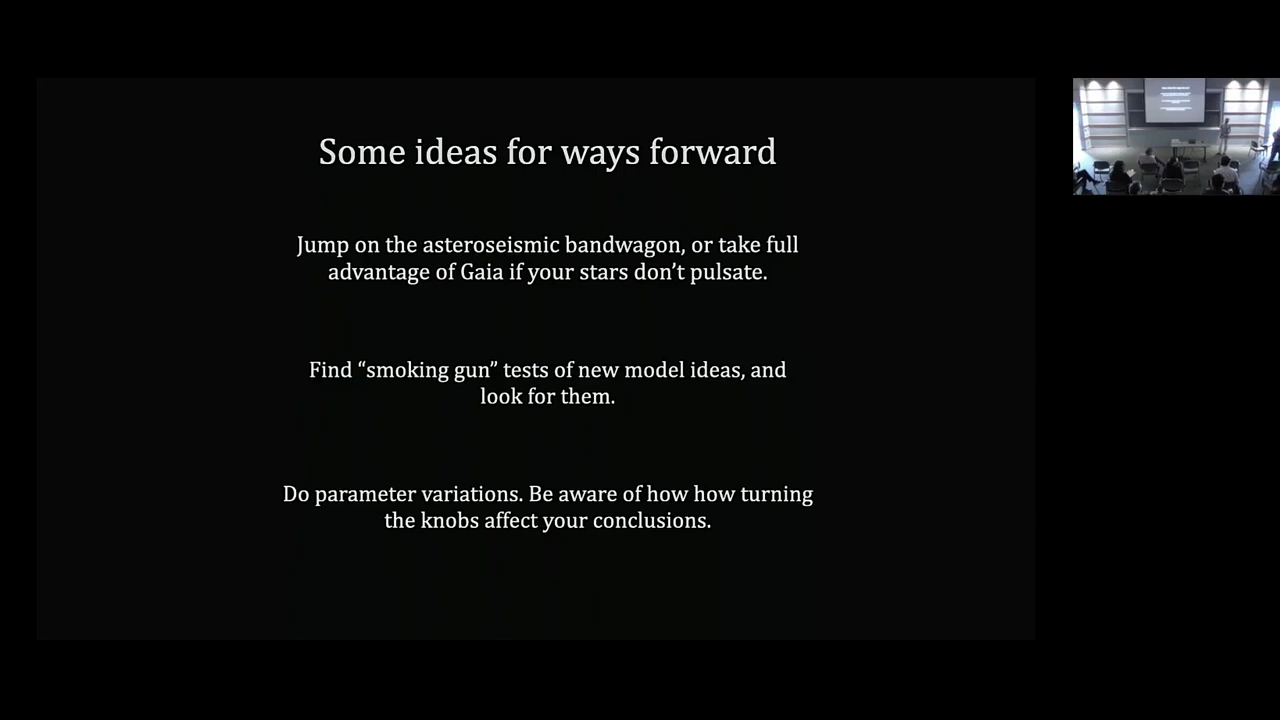 Some ideas for ways forward
Jump on the asteroseismic bandwagon, or take full
advantage of Gaia if your stars don’t pulsate.
Find “smoking gun” tests of new model ideas, and
look for them.
Do parameter variations. Be aware of how how turning
the knobs affect your conclusions.